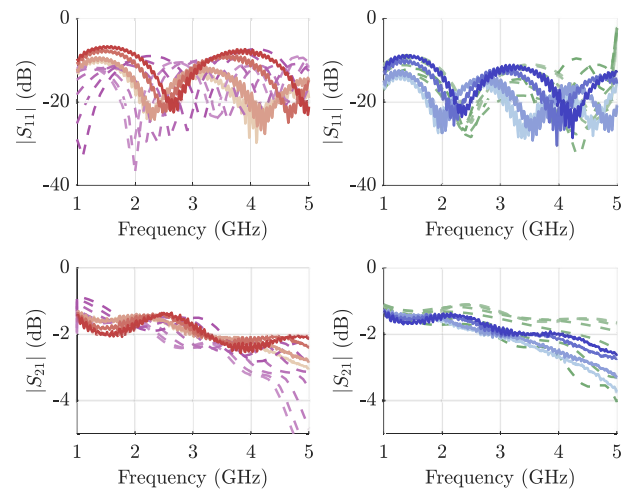 0
-20
-40
|S11| (dB)
1 2 3 4 5
Frequency (GHz)
0
-20
-40
|S11| (dB)
1 2 3 4 5
Frequency (GHz)
0
-2
-4
|S21| (dB)
1 2 3 4 5
Frequency (GHz)
0
-2
-4
|S21| (dB)
1 2 3 4 5
Frequency (GHz)